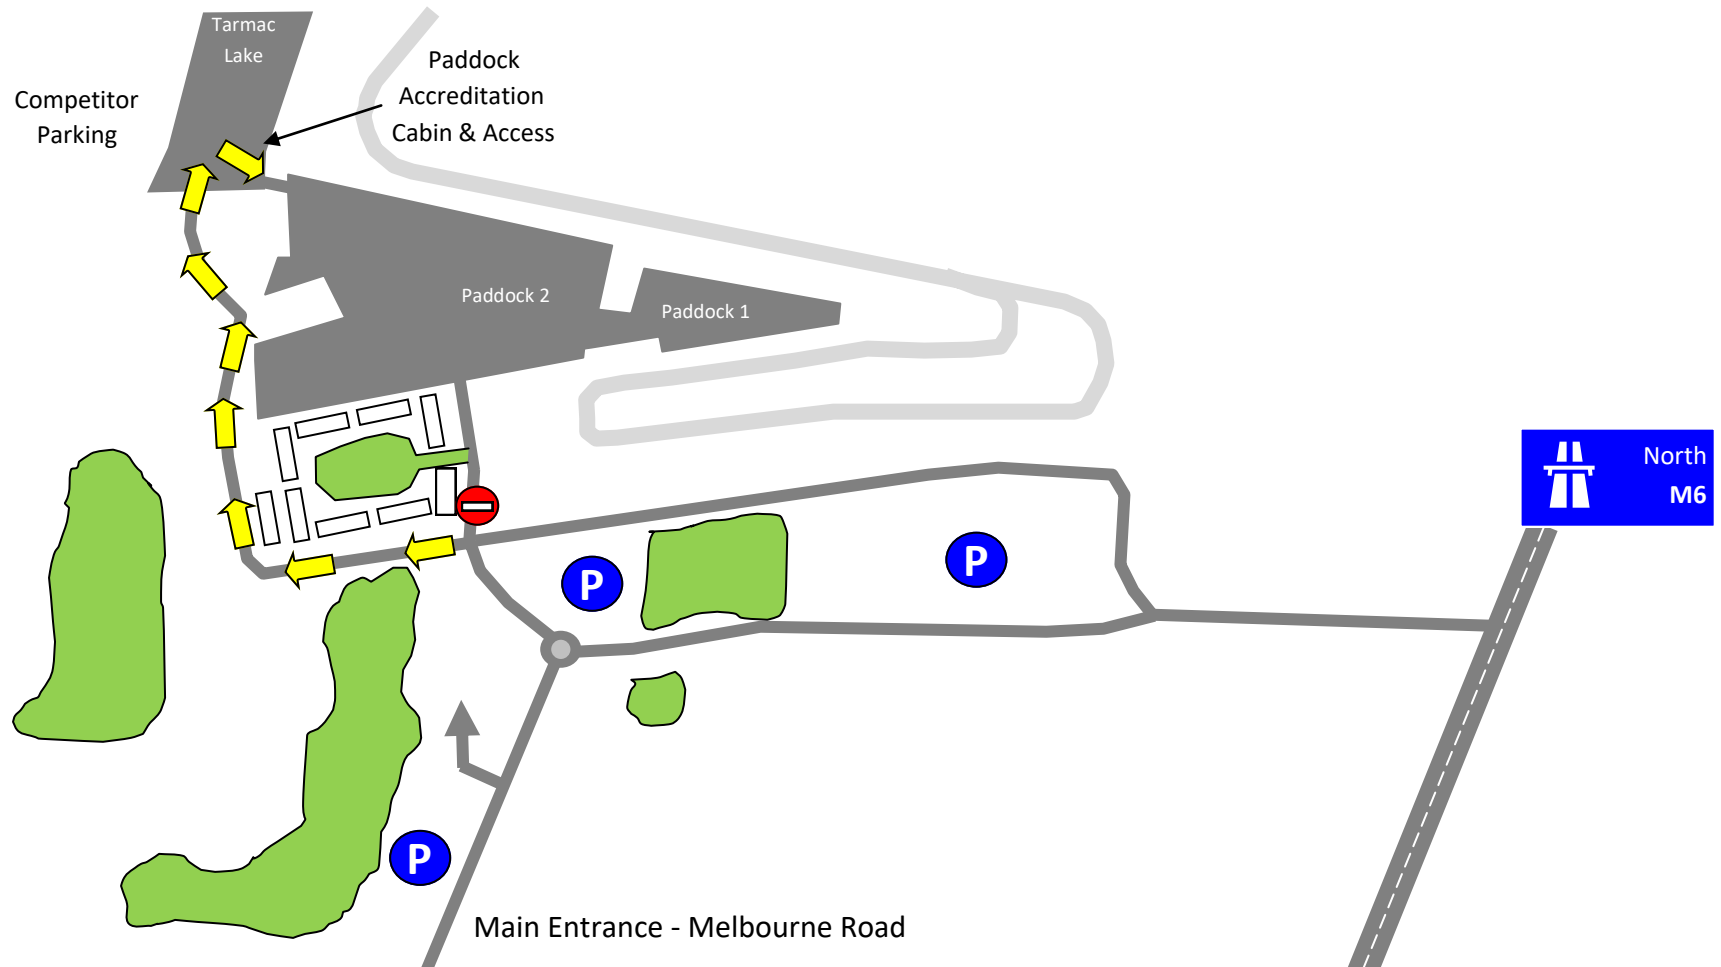 Tarmac
Lake
Competitor
Parking
Paddock
Accreditation
Cabin & Access
Paddock 2
Paddock 1
North
M6
P
P
P
Main Entrance - Melbourne Road